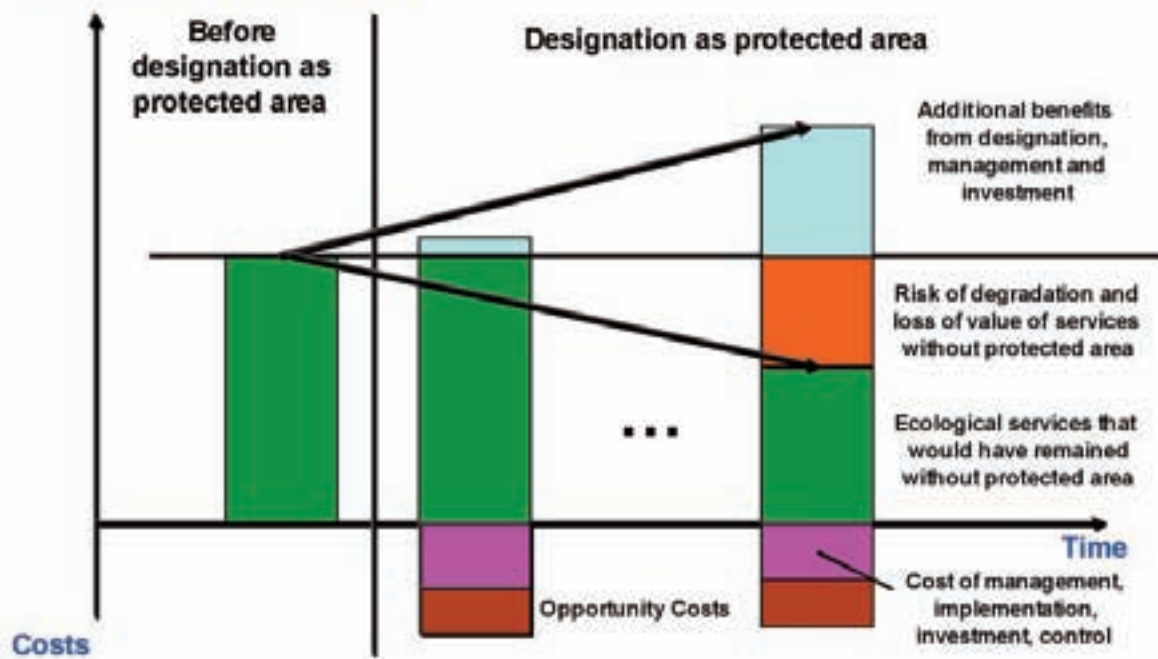 Before
designation as
protected area
Designation as protected area
Additional benefits
from designation,
management and
investment
Risk of degradation and
loss of value of services
without protected area
...
Ecological services that
would have remained
without protected area
Time
Opportunity Costs
Cost of management,
implementation,
investment, control
Costs